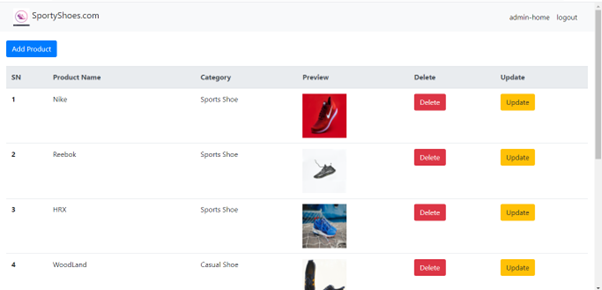 SportyShoes.com
admin-home logout
Add Product
SN Product Name Category Preview Delete Update
1 Nike Sports Shoe Delete Update
2 Reebok Sports Shoe Delete Update
3 HRX Sports Shoe Delete Update
4 WoodLand Casual Shoe Delete Update